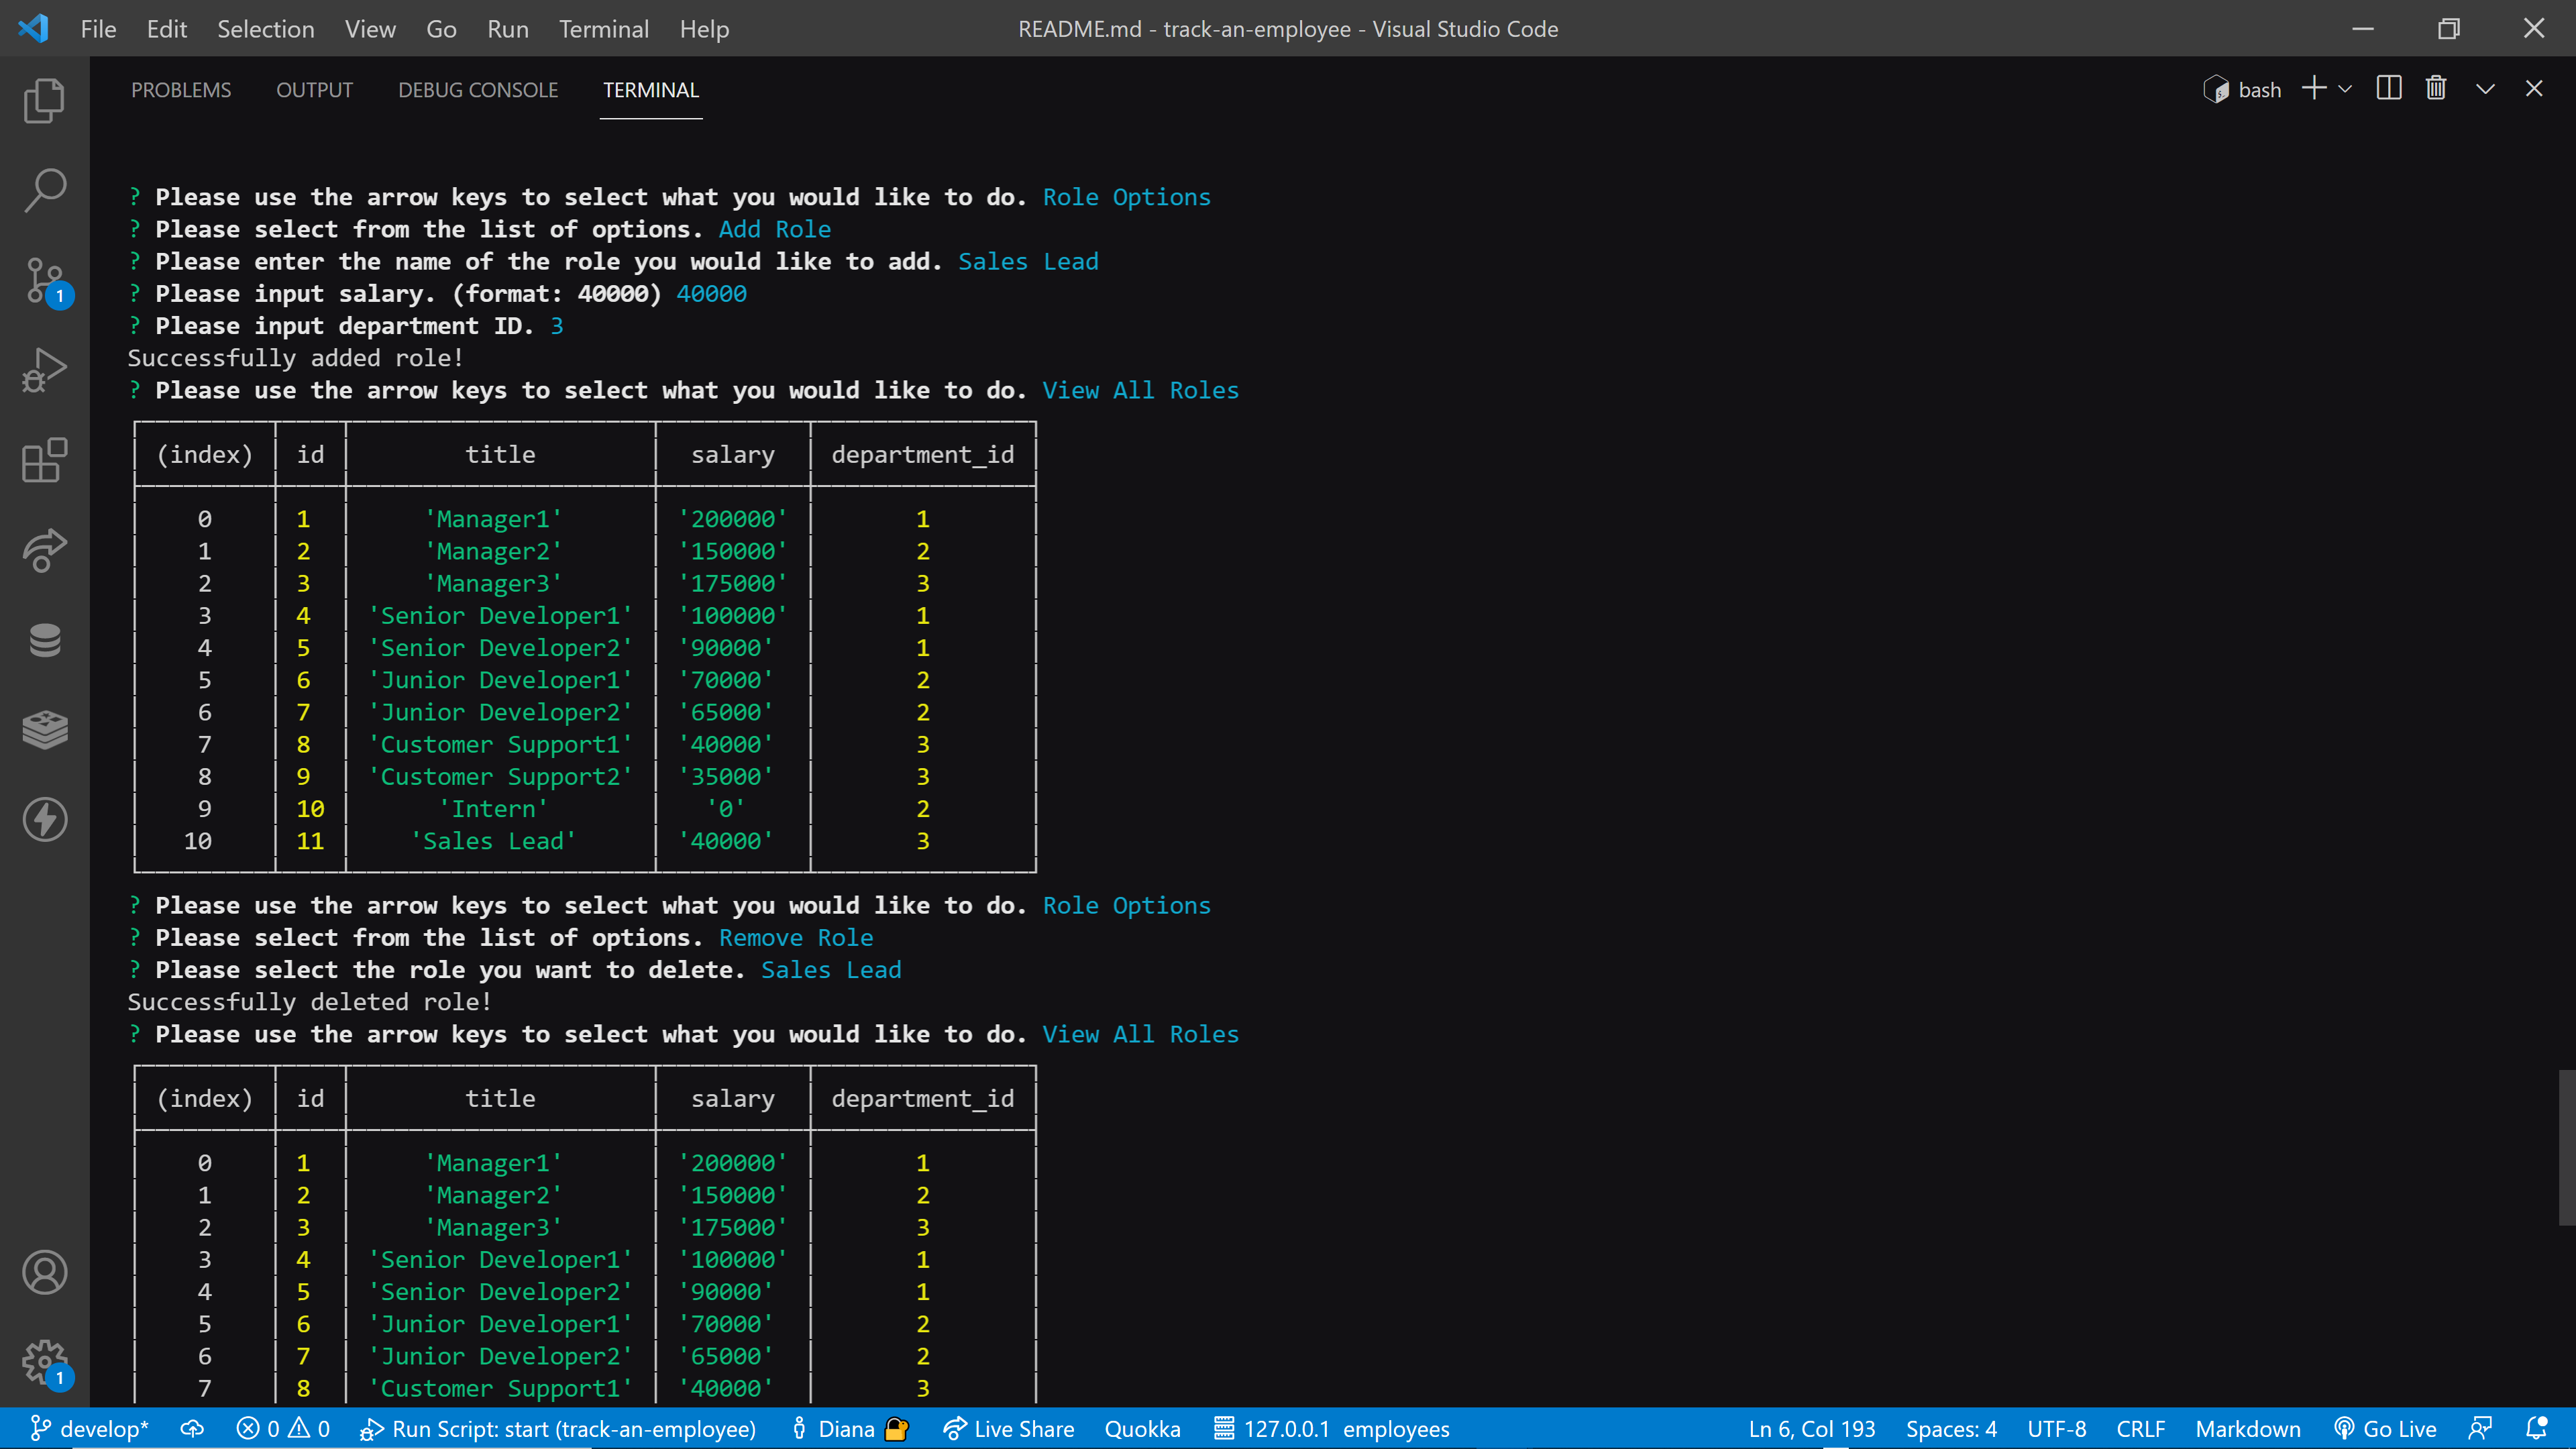 File Edit Selection View Go Run Terminal Help README.md - track-an-employee - Visual Studio Code
PROBLEMS OUTPUT DEBUG CONSOLE TERMINAL bash
? Please use the arrow keys to select what you would like to do. Role Options
? Please select from the list of options. Add Role
? Please enter the name of the role you would like to add. Sales Lead
? Please input salary. (format: 40000) 40000
? Please input department ID. 3
Successfully added role!
? Please use the arrow keys to select what you would like to do. View All Roles
(index) id title salary department_id
0 1 'Manager1' '200000' 1
1 2 'Manager2' '150000' 2
2 3 'Manager3' '175000' 3
3 4 'Senior Developer1' '100000' 1
4 5 'Senior Developer2' '90000' 1
5 6 'Junior Developer1' '70000' 2
6 7 'Junior Developer2' '65000' 2
7 8 'Customer Support1' '40000' 3
8 9 'Customer Support2' '35000' 3
9 10 'Intern' '0' 2
10 11 'Sales Lead' '40000' 3
? Please use the arrow keys to select what you would like to do. Role Options
? Please select from the list of options. Remove Role
? Please select the role you want to delete. Sales Lead
Successfully deleted role!
? Please use the arrow keys to select what you would like to do. View All Roles
(index) id title salary department_id
0 1 'Manager1' '200000' 1
1 2 'Manager2' '150000' 2
2 3 'Manager3' '175000' 3
3 4 'Senior Developer1' '100000' 1
4 5 'Senior Developer2' '90000' 1
5 6 'Junior Developer1' '70000' 2
6 7 'Junior Developer2' '65000' 2
7 8 'Customer Support1' '40000' 3
1
1
develop* 0 0 Run Script: start (track-an-employee) Diana Live Share Quokka 127.0.0.1 employees Ln 6, Col 193 Spaces: 4 UTF-8 CRLF Markdown Go Live